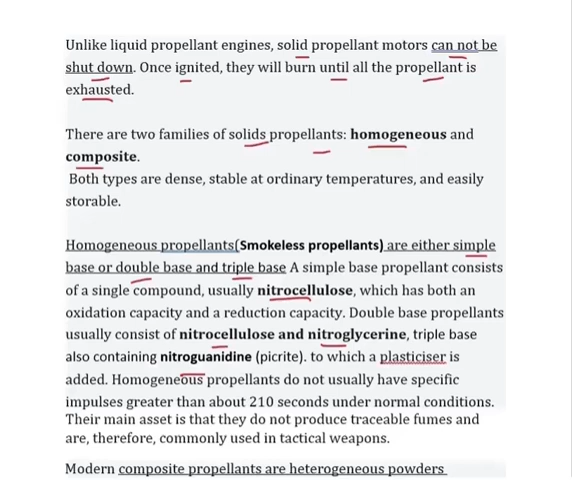 Unlike liquid propellant engines, solid propellant motors can not be
shut down. Once ignited, they will burn until all the propellant is
exhausted.
There are two families of solids propellants: homogeneous and
composite.
Both types are dense, stable at ordinary temperatures, and easily
storable.
Homogeneous propellants(Smokeless propellants) are either simple
base or double base and triple base A simple base propellant consists
of a single compound, usually nitrocellulose, which has both an
oxidation capacity and a reduction capacity. Double base propellants
usually consist of nitrocellulose and nitroglycerine, triple base
also containing nitroguanidine (picrite). to which a plasticiser is
added. Homogeneous propellants do not usually have specific
impulses greater than about 210 seconds under normal conditions.
Their main asset is that they do not produce traceable fumes and
are, therefore, commonly used in tactical weapons.
Modern composite propellants are heterogeneous powders